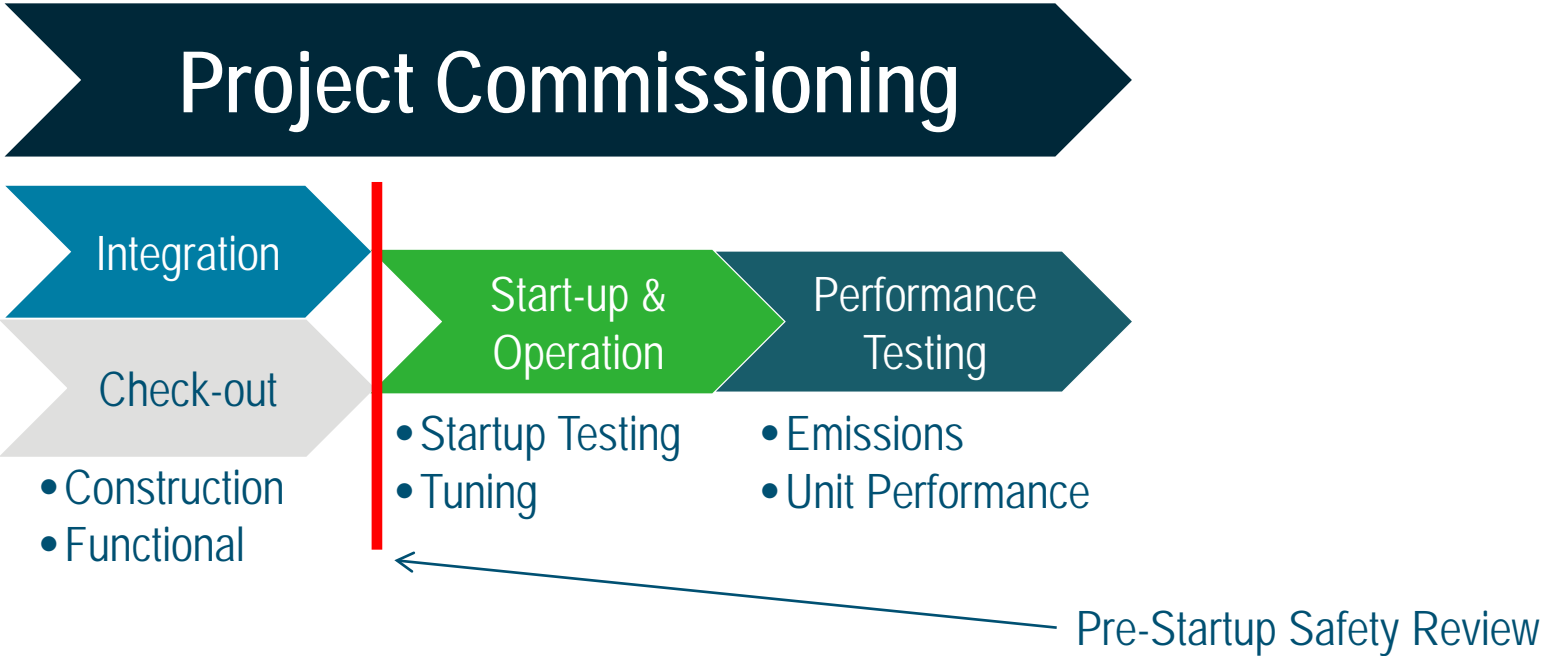 Project Commissioning
Integration
Check-out
• Construction
• Functional
Start-up &
Operation
• Startup Testing
• Tuning
Performance
Testing
• Emissions
• Unit Performance
Pre-Startup Safety Review